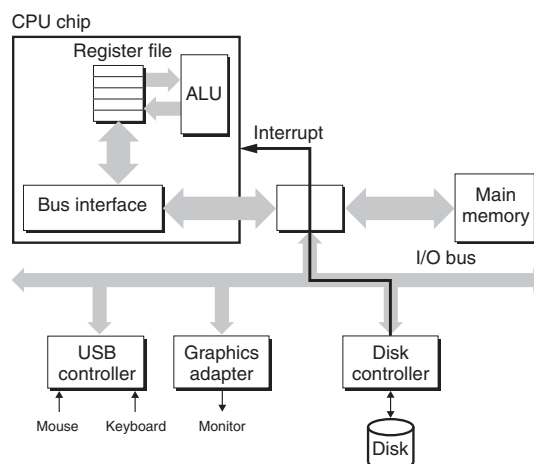 CPU chip
Register file
ALU
Interrupt
Bus interface
Main
memory
I/O bus
USB
controller
Graphics
adapter
Disk
controller
Mouse
Keyboard
Monitor
Disk